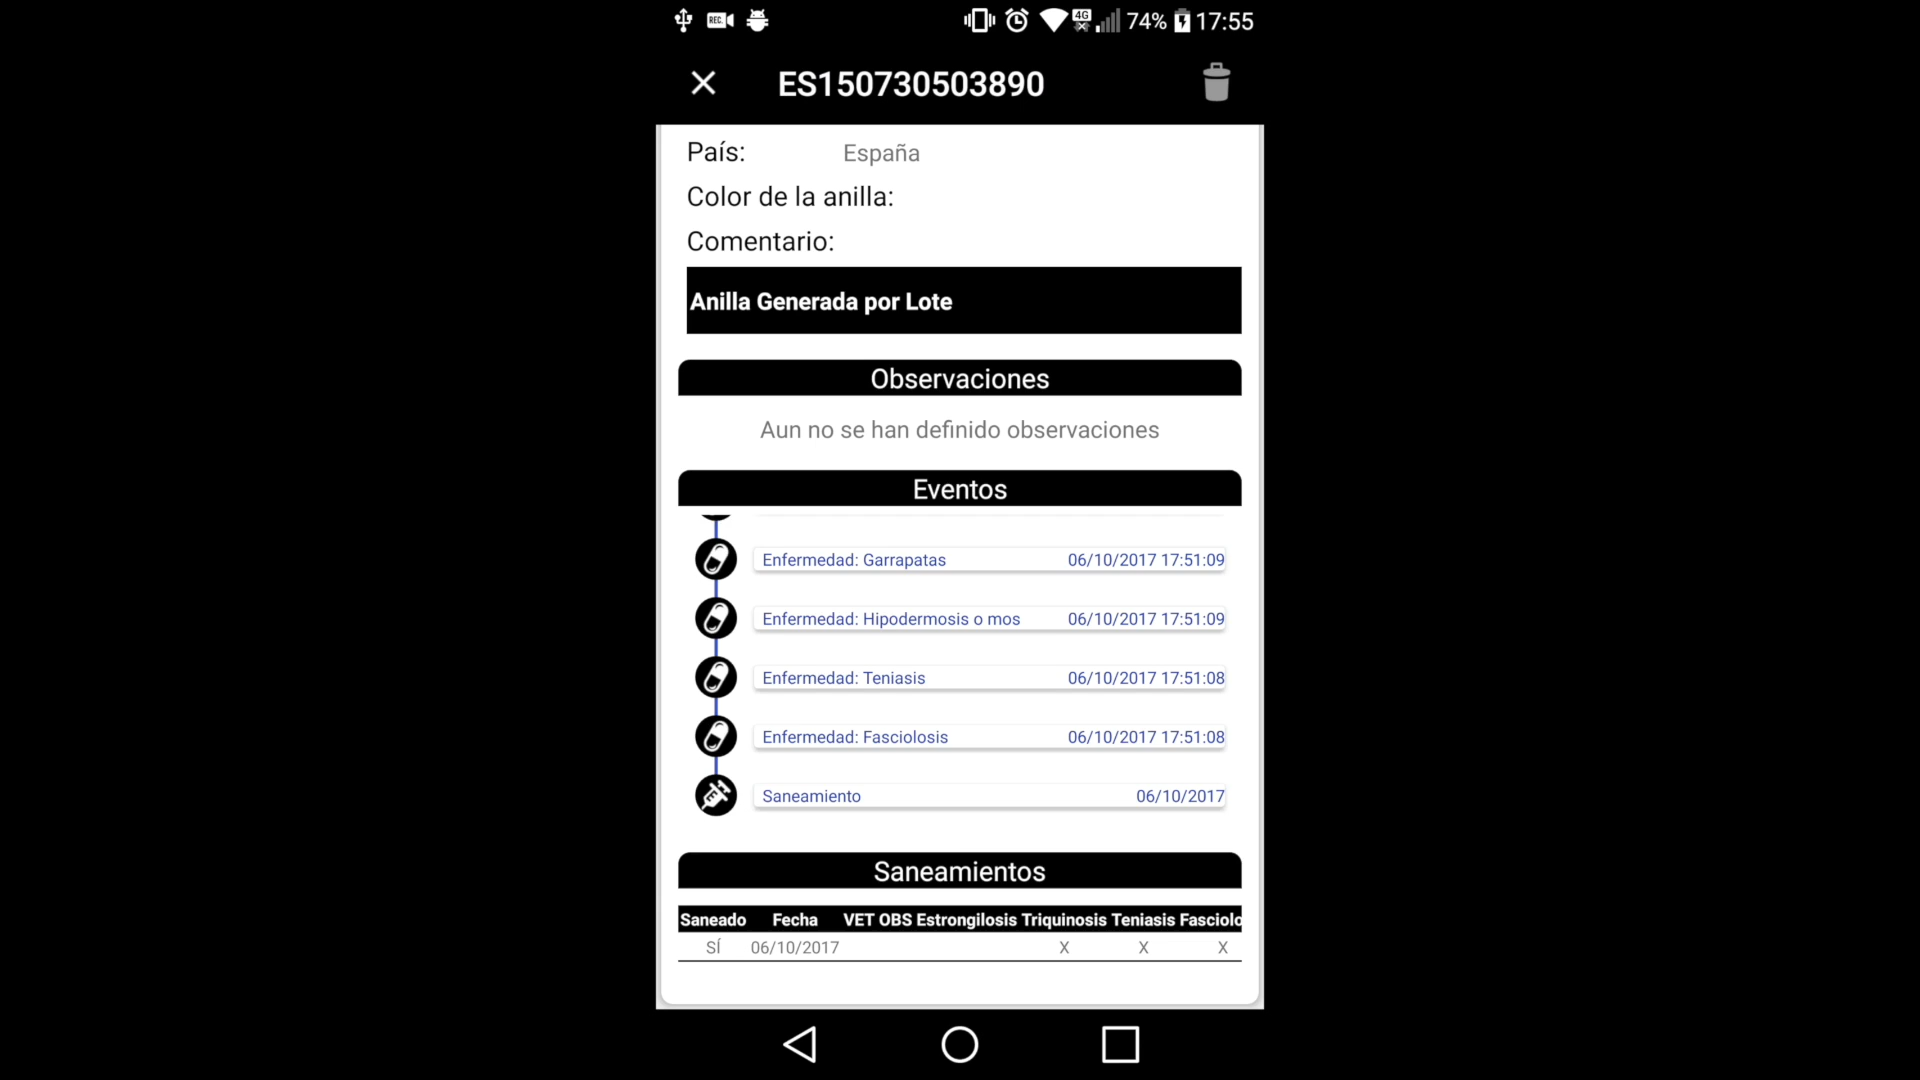 REC
4G
74%
17:55
ES150730503890
País: España
Color de la anilla:
Comentario:
Anilla Generada por Lote
Observaciones
Aun no se han definido observaciones
Eventos
Enfermedad: Garrapatas 06/10/2017 17:51:09
Enfermedad: Hipodermosis o mos 06/10/2017 17:51:09
Enfermedad: Teniasis 06/10/2017 17:51:08
Enfermedad: Fasciolosis 06/10/2017 17:51:08
Saneamiento 06/10/2017
Saneamientos
Saneado Fecha VET OBS Estrongilosis Triquinosis Teniasis Fasciolo
SÍ 06/10/2017 X X X